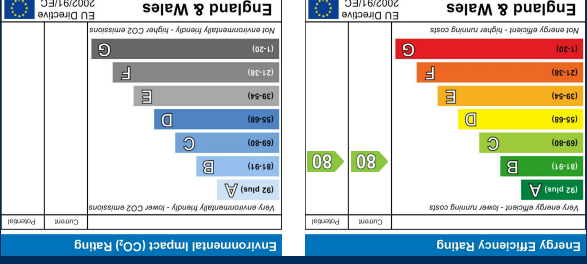 Energy Efficiency Rating
Current Potential
Very energy efficient - lower running costs
(92 plus) A
(81-91) B
(69-80) C
(55-68) D
(39-54) E
(21-38) F
(1-20) G
80 80
Not energy efficient - higher running costs
England & Wales
EU Directive
2002/91/EC
Environmental Impact (CO2) Rating
Current Potential
Very environmentally friendly - lower CO2 emissions
(92 plus) A
(81-91) B
(69-80) C
(55-68) D
(39-54) E
(21-38) F
(1-20) G
Not environmentally friendly - higher CO2 emissions
England & Wales
EU Directive
2002/91/EC